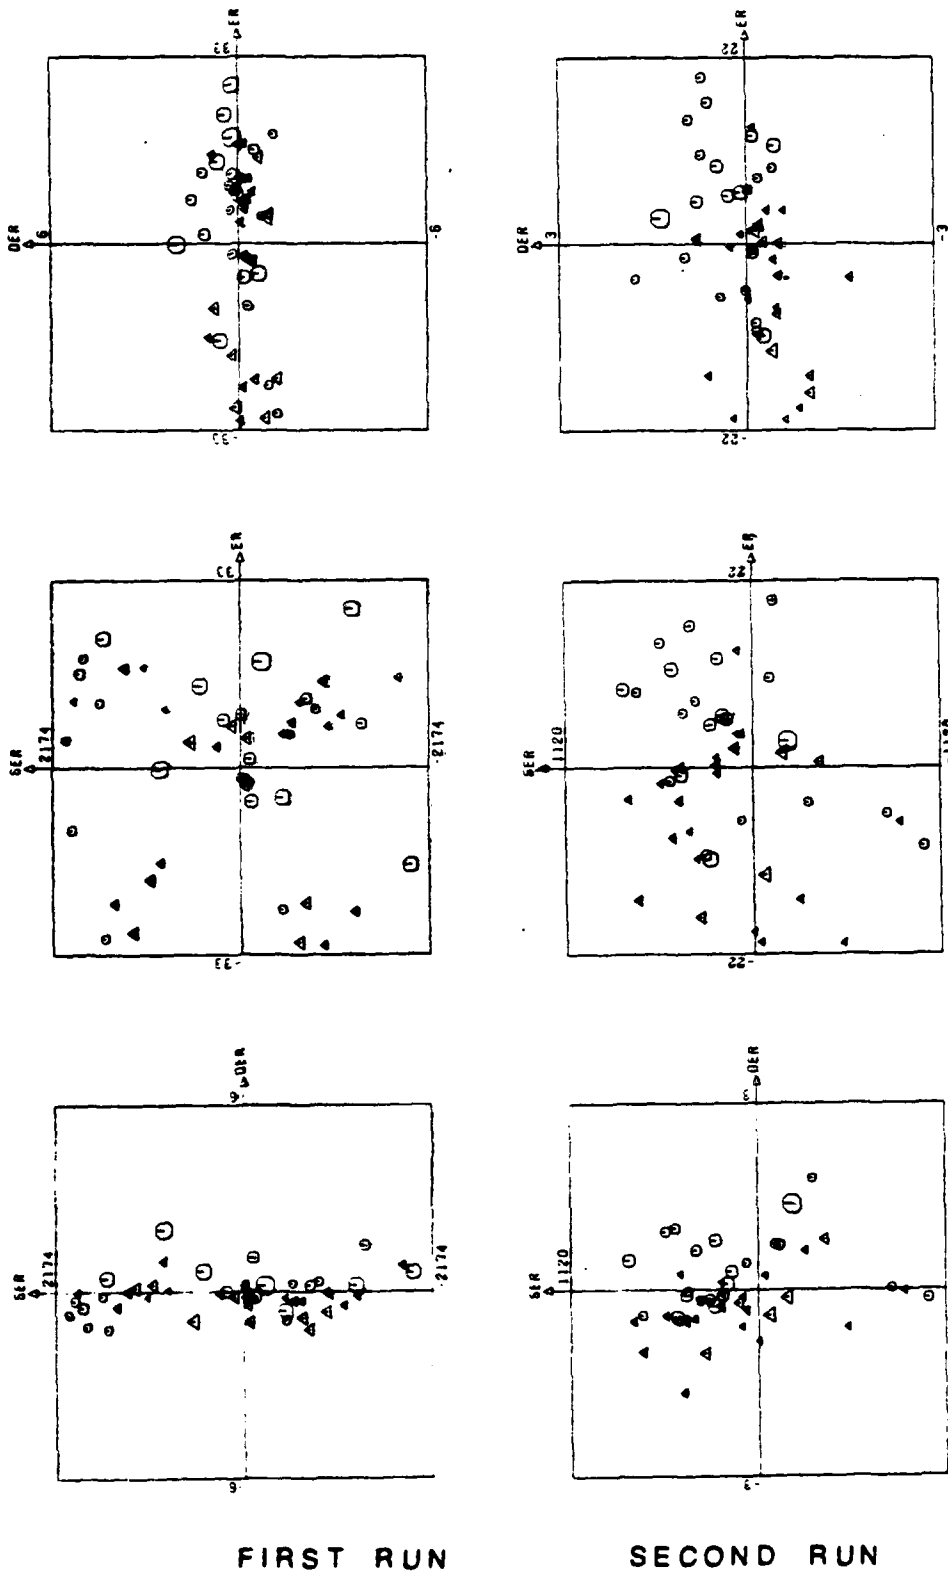 DER
6
33
ER
-33
-6
DER
3
22
ER
-22
-3
SER
2174
33
ER
-33
-2174
SER
1120
22
ER
-22
SER
2174
6
DER
-6
-2174
SER
1120
3
DER
-3
FIRST RUN
SECOND RUN